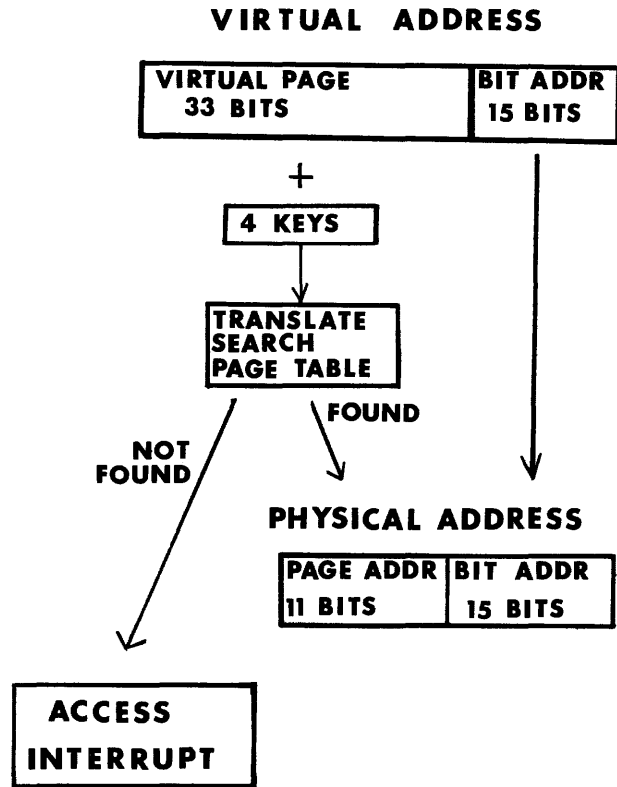 VIRTUAL ADDRESS
VIRTUAL PAGE
33 BITS
BIT ADDR
15 BITS
+
4 KEYS
TRANSLATE
SEARCH
PAGE TABLE
FOUND
NOT
FOUND
PHYSICAL ADDRESS
PAGE ADDR
11 BITS
BIT ADDR
15 BITS
ACCESS
INTERRUPT